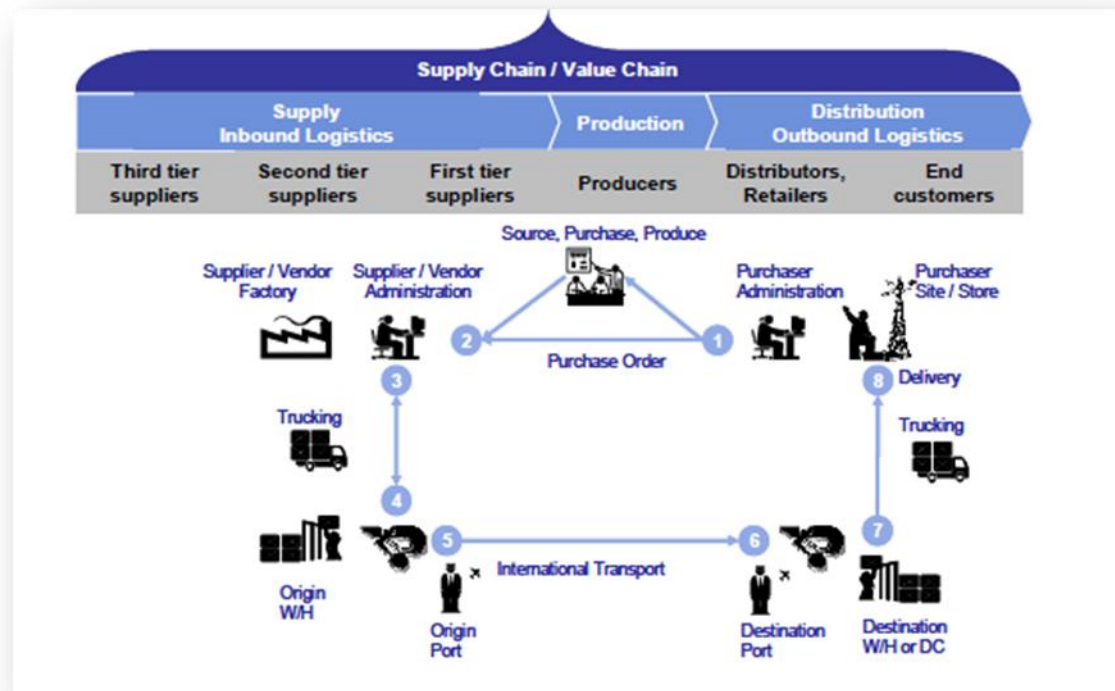 Supply Chain / Value Chain
Supply
Inbound Logistics
Production
Distribution
Outbound Logistics
Third tier
suppliers
Second tier
suppliers
First tier
suppliers
Producers
Distributors,
Retailers
End
customers
Source, Purchase, Produce
Supplier / Vendor
Factory
Supplier / Vendor
Administration
Purchaser
Administration
Purchaser
Site / Store
2
1
Purchase Order
3
8
Delivery
Trucking
Trucking
4
5
International Transport
6
7
Origin
W/H
Origin
Port
Destination
Port
Destination
W/H or DC